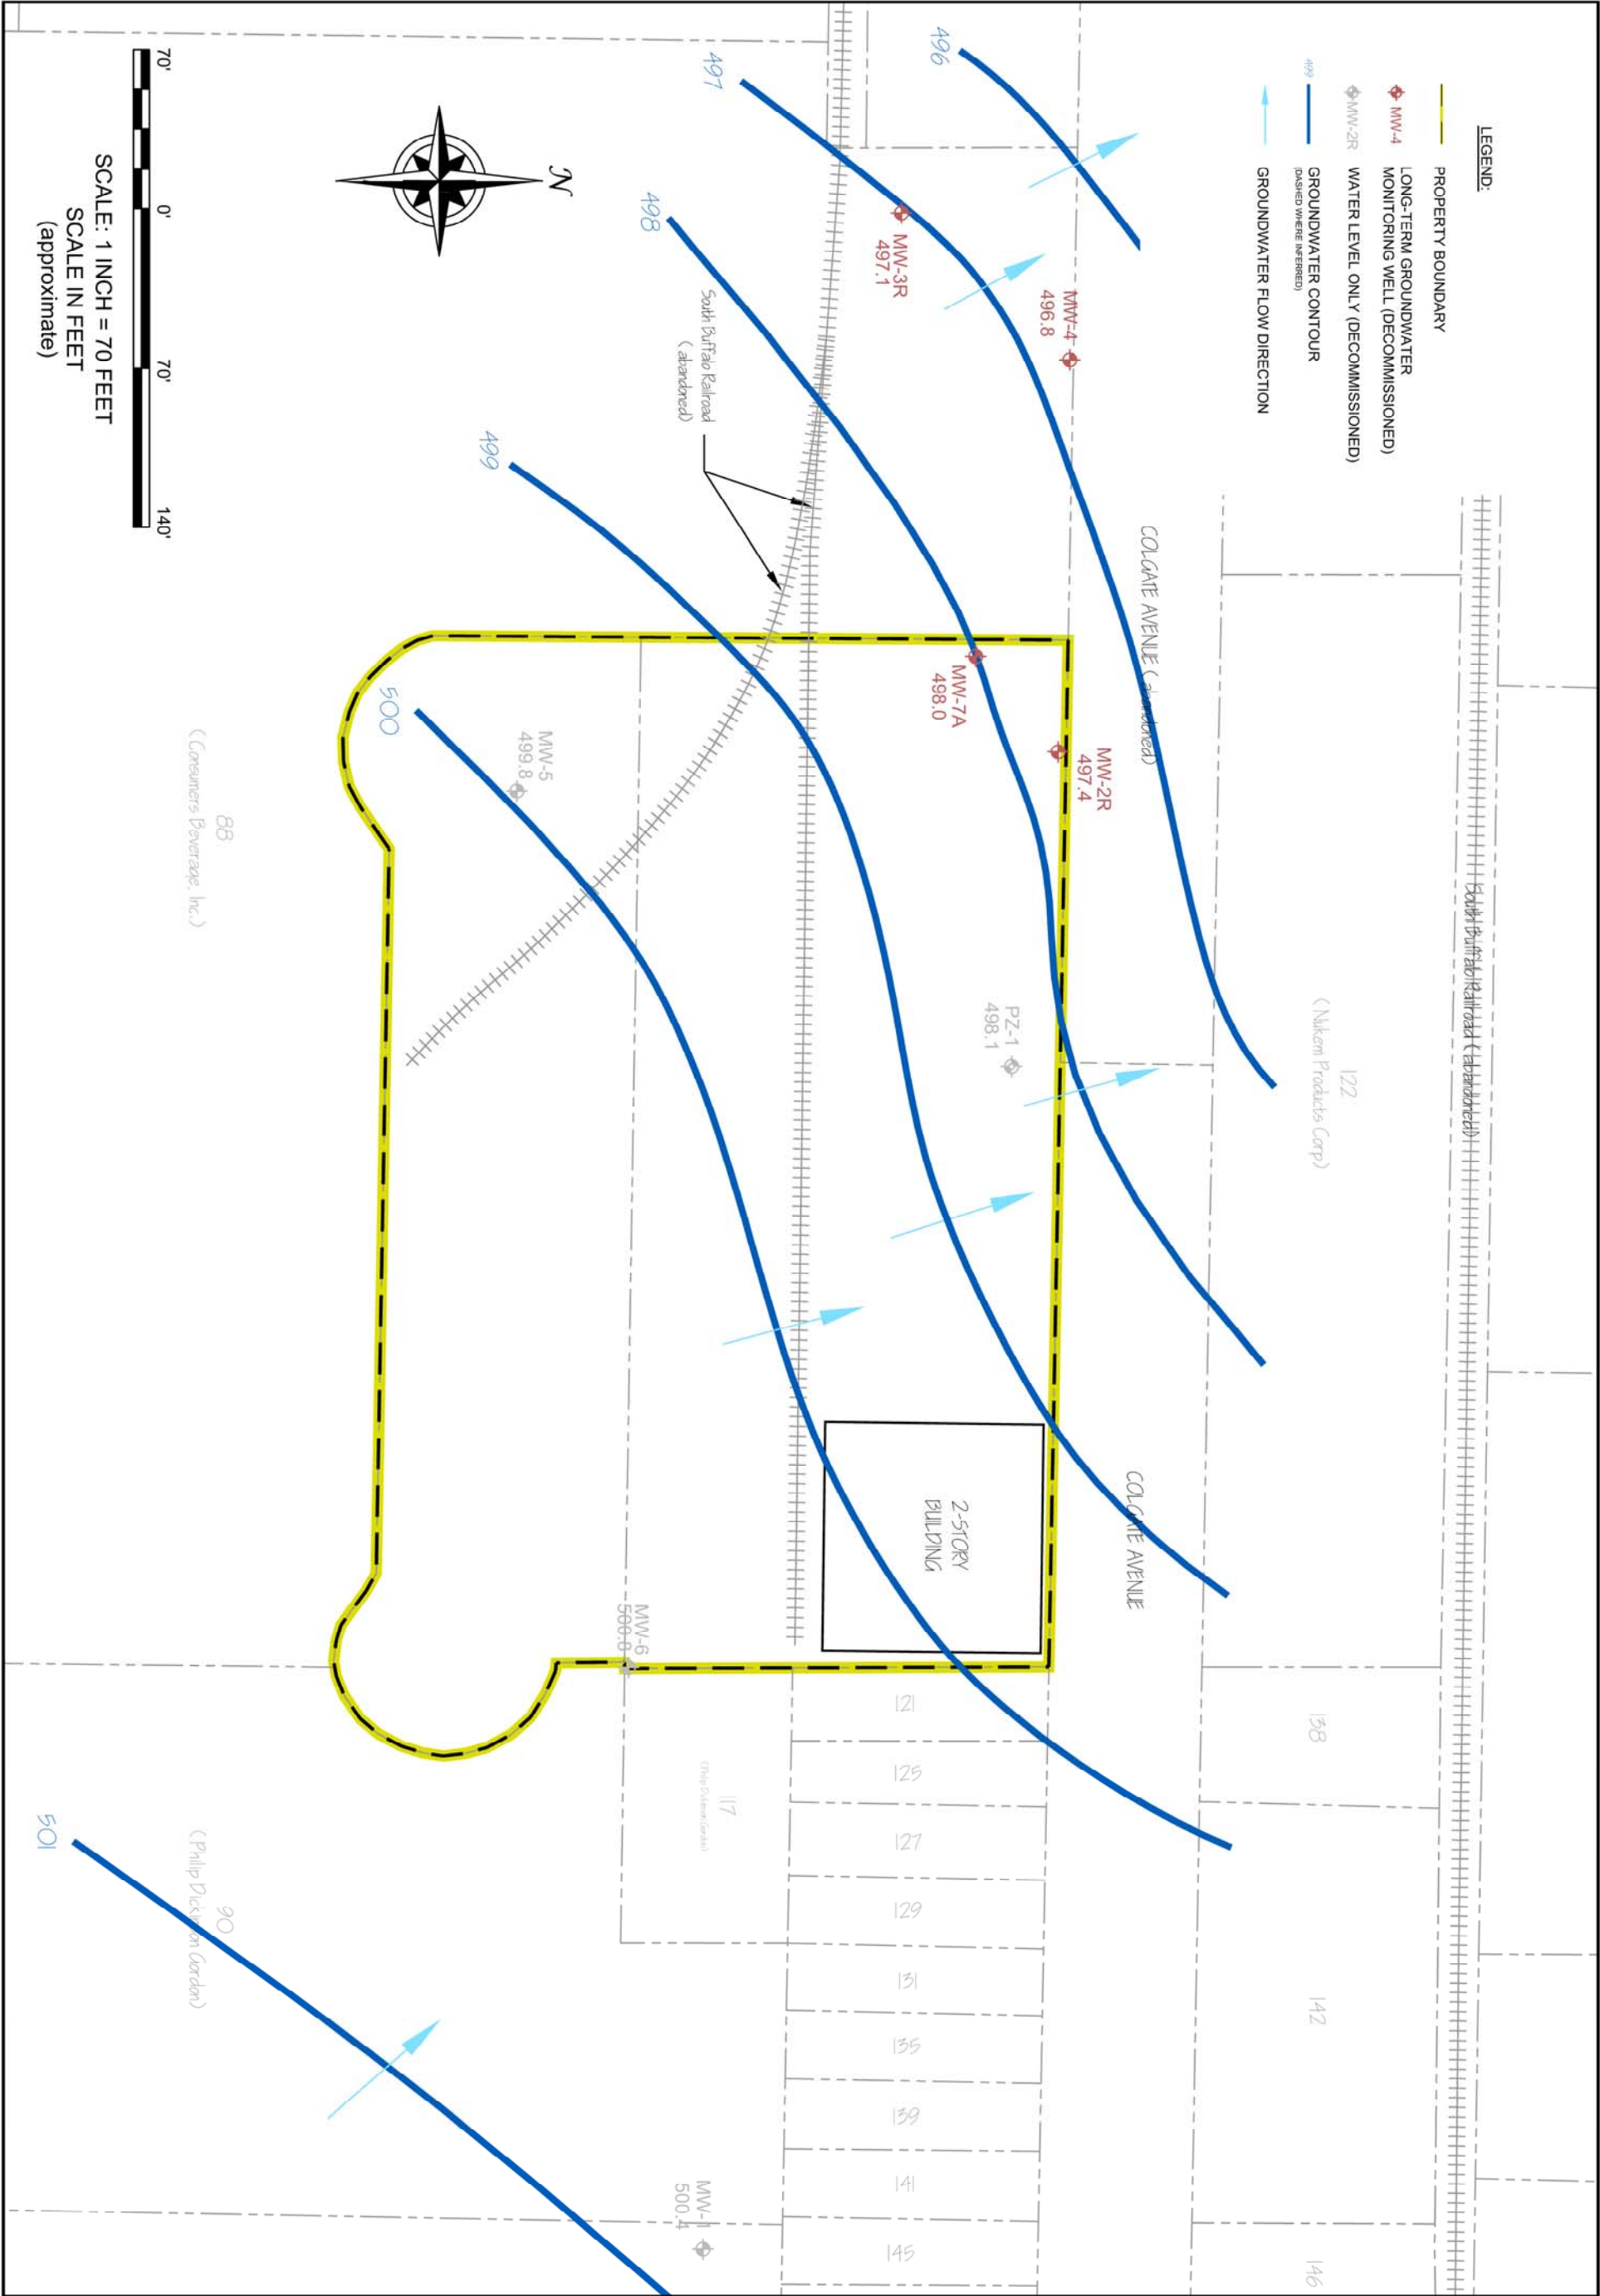 LEGEND:
PROPERTY BOUNDARY
MW-4
LONG-TERM GROUNDWATER
MONITORING WELL (DECOMMISSIONED)
MW-2R
WATER LEVEL ONLY (DECOMMISSIONED)
499
GROUNDWATER CONTOUR
(DASHED WHERE INFERRED)
GROUNDWATER FLOW DIRECTION
South Buffalo Railroad (abandoned)
122
(Nukem Products Corp)
138
142
146
COLGATE AVENUE (abandoned)
COLGATE AVENUE
496
497
498
499
500
501
MW-4
496.8
MW-3R
497.1
MW-2R
497.4
MW-7A
498.0
PZ-1
498.1
2-STORY
BUILDING
121
125
127
129
131
135
139
141
145
South Buffalo Railroad
(abandoned)
MW-5
499.8
MW-6
MW-1
500.4
117
N
88
(Consumers Beverage, Inc.)
90
(Philip Dickman Gordon)
70'
0'
70'
140'
SCALE: 1 INCH = 70 FEET
SCALE IN FEET
(approximate)